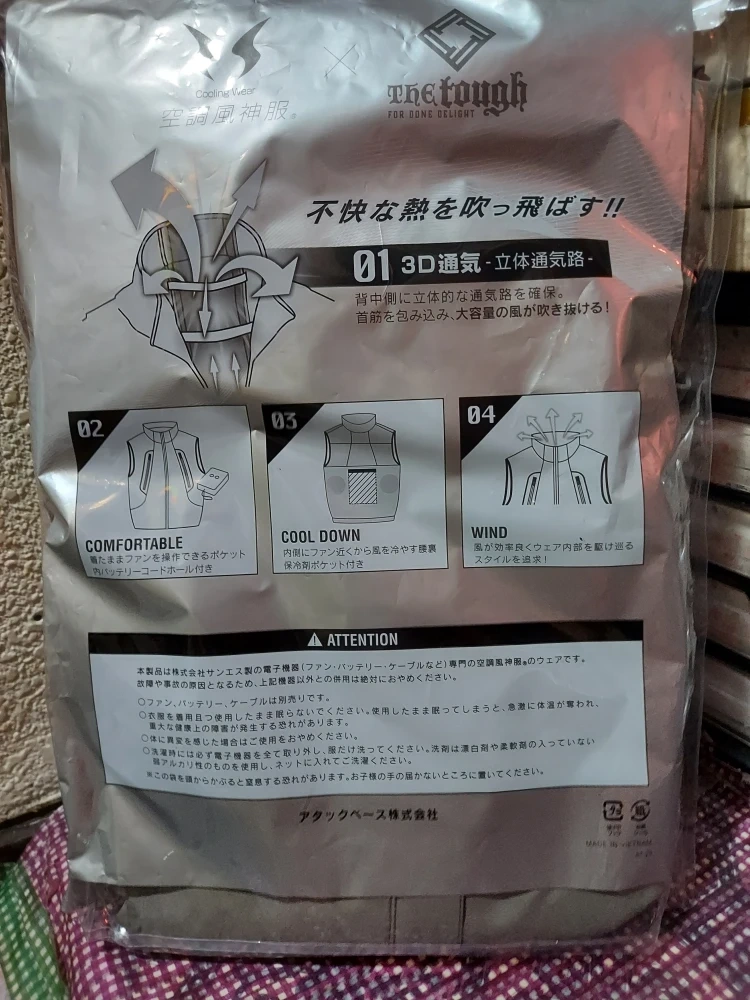 Cooling Wear
空調風神服®
×
THE tough
FOR DONE DELIGHT
不快な熱を吹っ飛ばす!!
01 3D通気 -立体通気路-
背中側に立体的な通気路を確保。
首筋を包み込み、大容量の風が吹き抜ける!
02
COMFORTABLE
着たままファンを操作できるポケット
内バッテリーコードホール付き
03
COOL DOWN
内側にファン近くから風を冷やす腰裏
保冷剤ポケット付き
04
WIND
風が効率良くウェア内部を駆け巡る
スタイルを追求!
ATTENTION
本製品は株式会社サンエス製の電子機器(ファン・バッテリー・ケーブルなど)専門の空調風神服®のウェアです。
故障や事故の原因となるため、上記機器以外との併用は絶対におやめください。
○ファン、バッテリー、ケーブルは別売りです。
○衣服を着用且つ使用したまま眠らないでください。使用したまま眠ってしまうと、急激に体温が奪われ、
重大な健康上の障害が発生する恐れがあります。
○体に異変を感じた場合はご使用をおやめください。
○洗濯時には必ず電子機器を全て取り外し、服だけ洗ってください。洗剤は漂白剤や柔軟剤の入っていない
弱アルカリ性のものを使用し、ネットに入れてご洗濯ください。
※この袋を頭からかぶると窒息する恐れがあります。お子様の手の届かないところに置いてください。
アタックベース株式会社
MADE IN VIETNAM